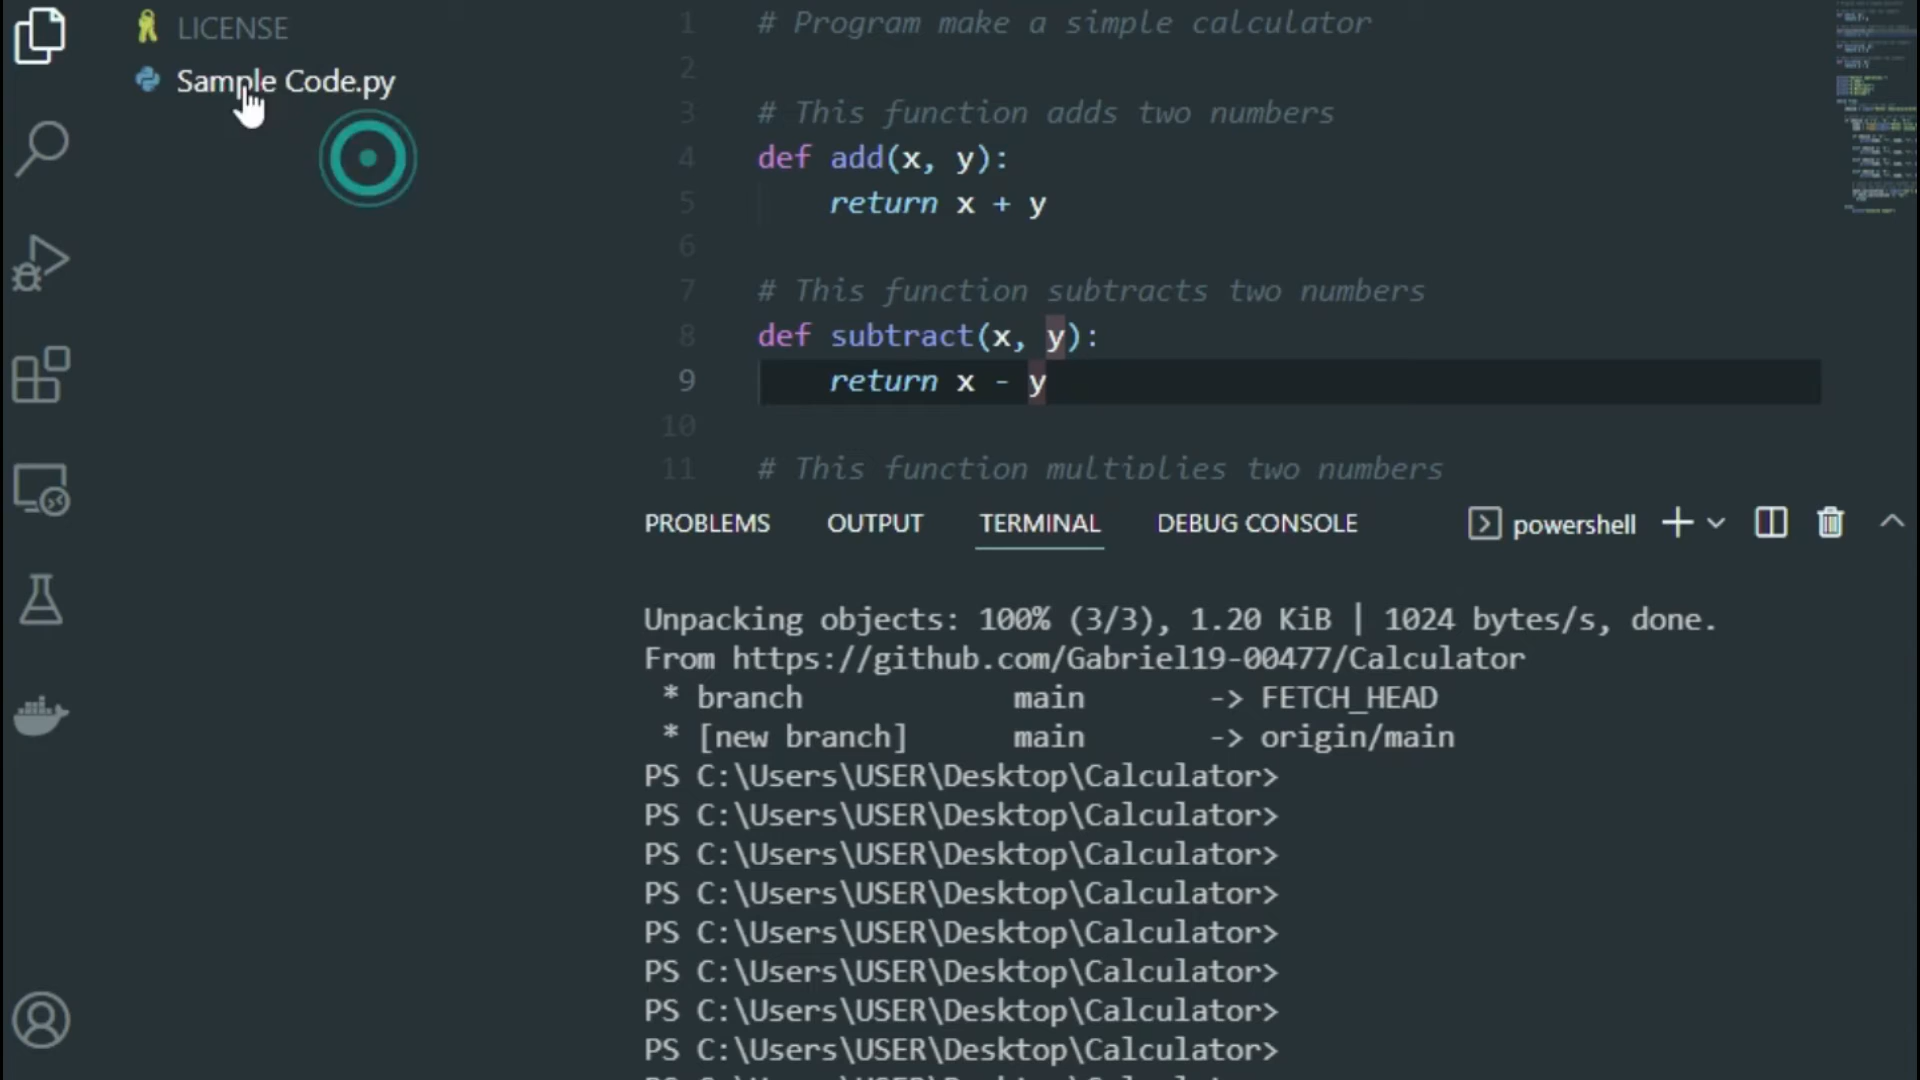 LICENSE
Sample Code.py
1 # Program make a simple calculator
2
3 # This function adds two numbers
4 def add(x, y):
5 return x + y
6
7 # This function subtracts two numbers
8 def subtract(x, y):
9 return x - y
10
11 # This function multiplies two numbers
PROBLEMS OUTPUT TERMINAL DEBUG CONSOLE powershell
Unpacking objects: 100% (3/3), 1.20 KiB | 1024 bytes/s, done.
From https://github.com/Gabriel19-00477/Calculator
* branch main -> FETCH_HEAD
* [new branch] main -> origin/main
PS C:\Users\USER\Desktop\Calculator>
PS C:\Users\USER\Desktop\Calculator>
PS C:\Users\USER\Desktop\Calculator>
PS C:\Users\USER\Desktop\Calculator>
PS C:\Users\USER\Desktop\Calculator>
PS C:\Users\USER\Desktop\Calculator>
PS C:\Users\USER\Desktop\Calculator>
PS C:\Users\USER\Desktop\Calculator>